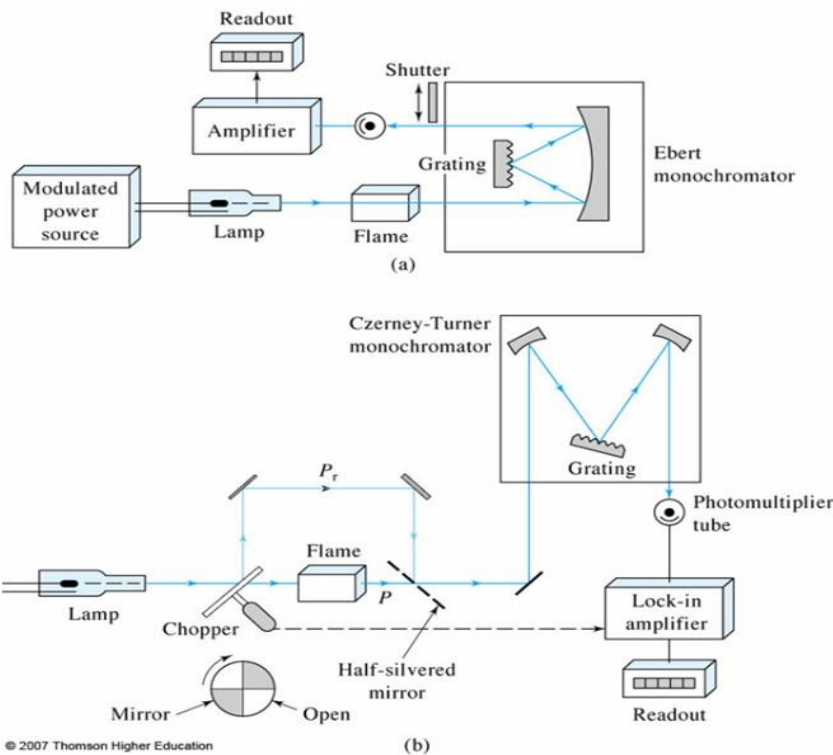 Readout
Shutter
Amplifier
Grating
Ebert
monochromator
Modulated
power
source
Lamp
Flame
(a)
Czerney-Turner
monochromator
Grating
Pr
Photomultiplier
tube
Flame
P
Lamp
Chopper
Lock-in
amplifier
Half-silvered
mirror
Mirror
Open
Readout
© 2007 Thomson Higher Education
(b)